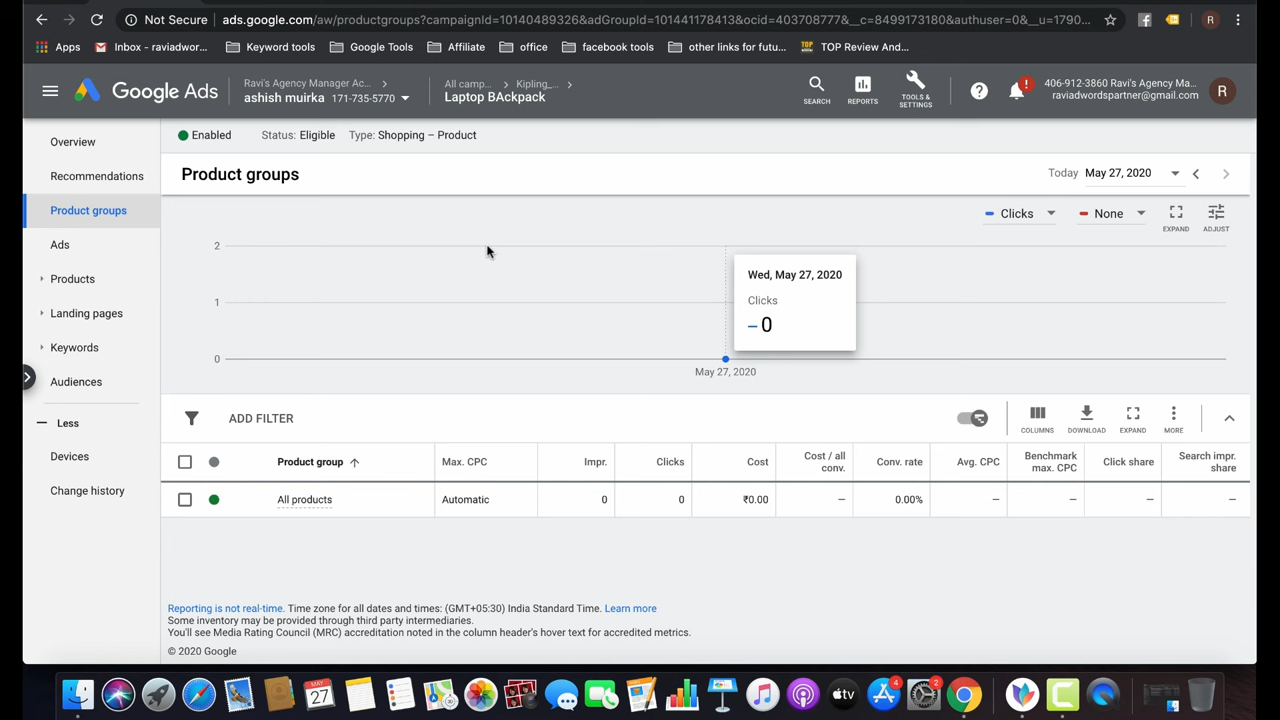 Not Secure
ads.google.com/aw/productgroups?campaignId=10140489326&adGroupId=101441178413&ocid=403708777&__c=8499173180&authuser=0&__u=1790...
R
Apps
Inbox - raviadwor...
Keyword tools
Google Tools
Affiliate
office
facebook tools
other links for futu...
TOP Review And...
Google Ads
Ravi's Agency Manager Ac...
ashish muirka 171-735-5770
All camp... > Kipling_... >
Laptop BAckpack
SEARCH
REPORTS
TOOLS &
SETTINGS
!
406-912-3860 Ravi's Agency Ma...
raviadwordspartner@gmail.com
R
Enabled Status: Eligible Type: Shopping – Product
Overview
Recommendations
Product groups
Ads
Products
Landing pages
Keywords
Audiences
Less
Devices
Change history
Product groups
Today May 27, 2020
Clicks
None
EXPAND
ADJUST
2
1
0
Wed, May 27, 2020
Clicks
0
May 27, 2020
ADD FILTER
COLUMNS
DOWNLOAD
EXPAND
MORE
Product group Max. CPC Impr. Clicks Cost Cost / all conv. Conv. rate Avg. CPC Benchmark max. CPC Click share Search impr. share
All products Automatic 0 0 ₹0.00 – 0.00% – – – –
Reporting is not real-time. Time zone for all dates and times: (GMT+05:30) India Standard Time. Learn more
Some inventory may be provided through third party intermediaries.
You'll see Media Rating Council (MRC) accreditation noted in the column header's hover text for accredited metrics.
© 2020 Google
MAY
27
tv
4
2